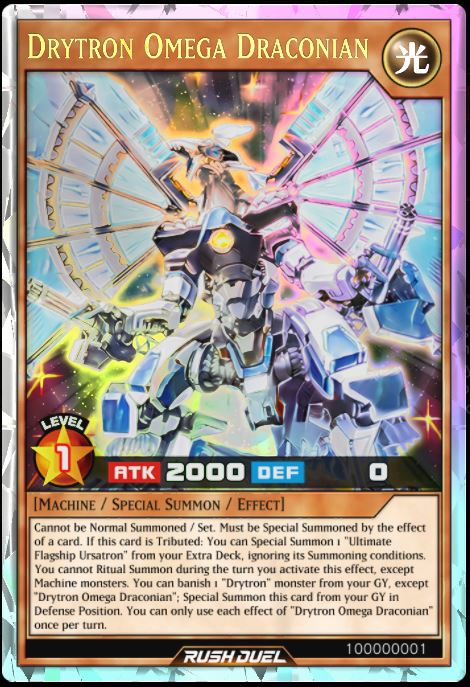 DRYTRON OMEGA DRACONIAN
光
LEVEL
1
ATK 2000 DEF 0
[MACHINE / SPECIAL SUMMON / EFFECT]
Cannot be Normal Summoned / Set. Must be Special Summoned by the effect
of a card. If this card is Tributed: You can Special Summon 1 "Ultimate
Flagship Ursatron" from your Extra Deck, ignoring its Summoning conditions.
You cannot Ritual Summon during the turn you activate this effect, except
Machine monsters. You can banish 1 "Drytron" monster from your GY, except
"Drytron Omega Draconian"; Special Summon this card from your GY in
Defense Position. You can only use each effect of "Drytron Omega Draconian"
once per turn.
100000001
RUSH DUEL